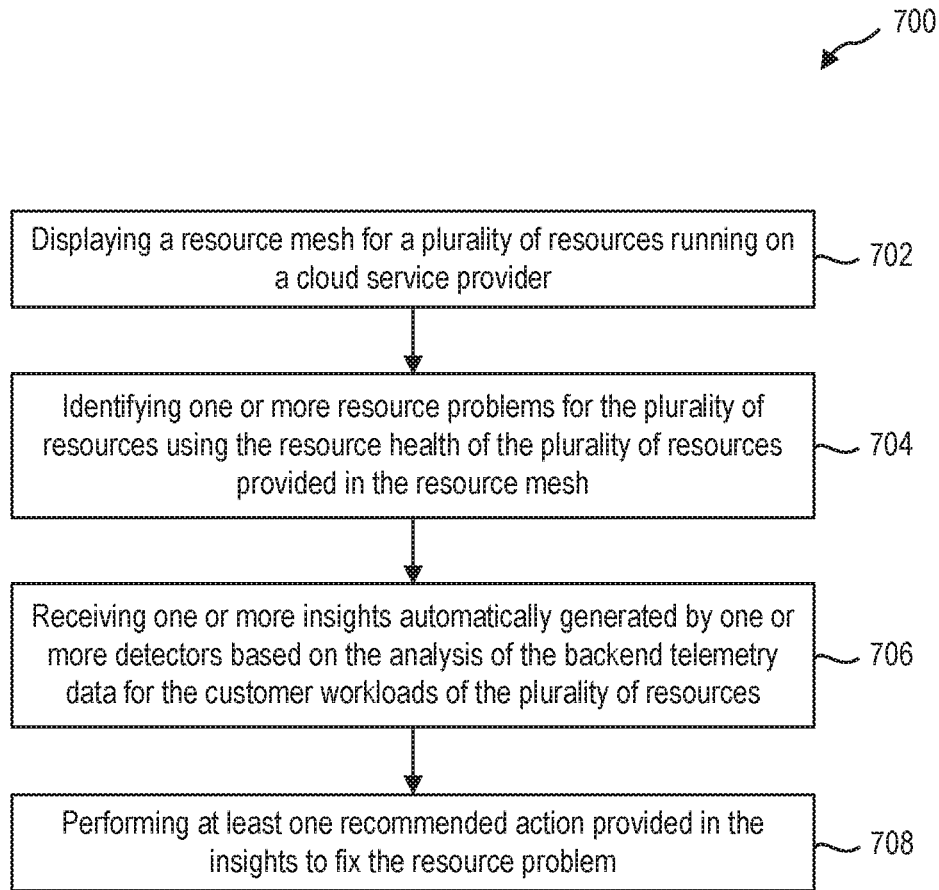 700
Displaying a resource mesh for a plurality of resources running on
a cloud service provider
702
Identifying one or more resource problems for the plurality of
resources using the resource health of the plurality of resources
provided in the resource mesh
704
Receiving one or more insights automatically generated by one or
more detectors based on the analysis of the backend telemetry
data for the customer workloads of the plurality of resources
706
Performing at least one recommended action provided in the
insights to fix the resource problem
708